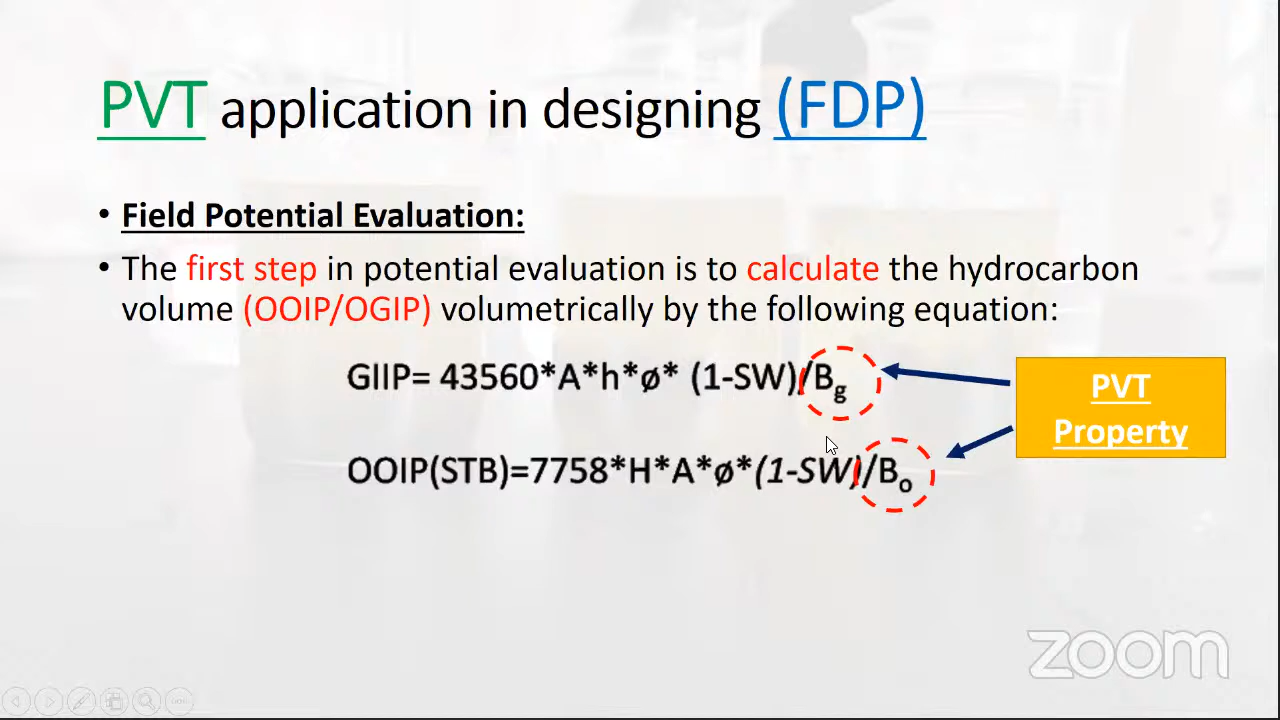 PVT application in designing (FDP)
• Field Potential Evaluation:
• The first step in potential evaluation is to calculate the hydrocarbon
volume (OOIP/OGIP) volumetrically by the following equation:
GIIP= 43560*A*h*ø* (1-SW)/Bg
PVT
Property
OOIP(STB)=7758*H*A*ø*(1-SW)/Bo
zoom